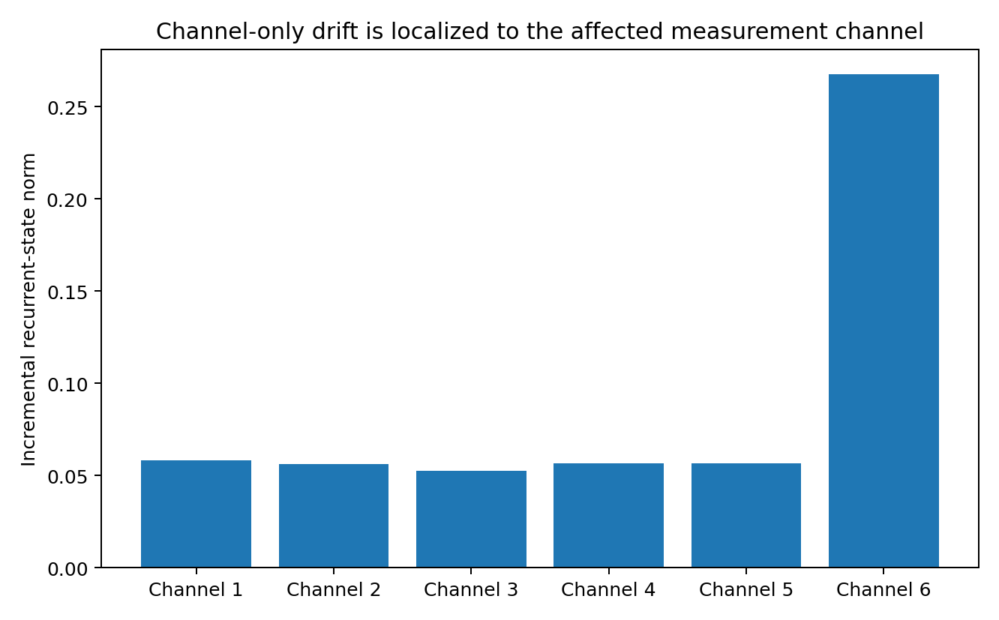 Channel-only drift is localized to the affected measurement channel
Incremental recurrent-state norm
0.25
0.20
0.15
0.10
0.05
0.00
Channel 1
Channel 2
Channel 3
Channel 4
Channel 5
Channel 6